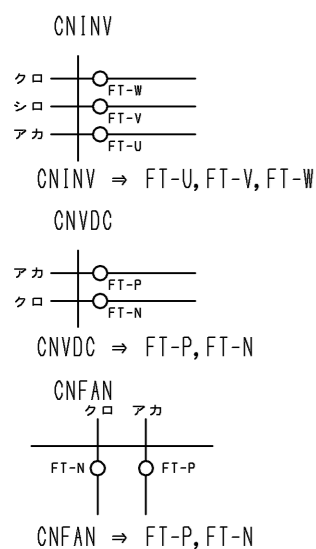 CNINV
クロ
FT-W
シロ
FT-V
アカ
FT-U
CNINV ⇒ FT-U,FT-V,FT-W
CNVDC
アカ
FT-P
クロ
FT-N
CNVDC ⇒ FT-P,FT-N
CNFAN
クロ アカ
FT-N FT-P
CNFAN ⇒ FT-P,FT-N